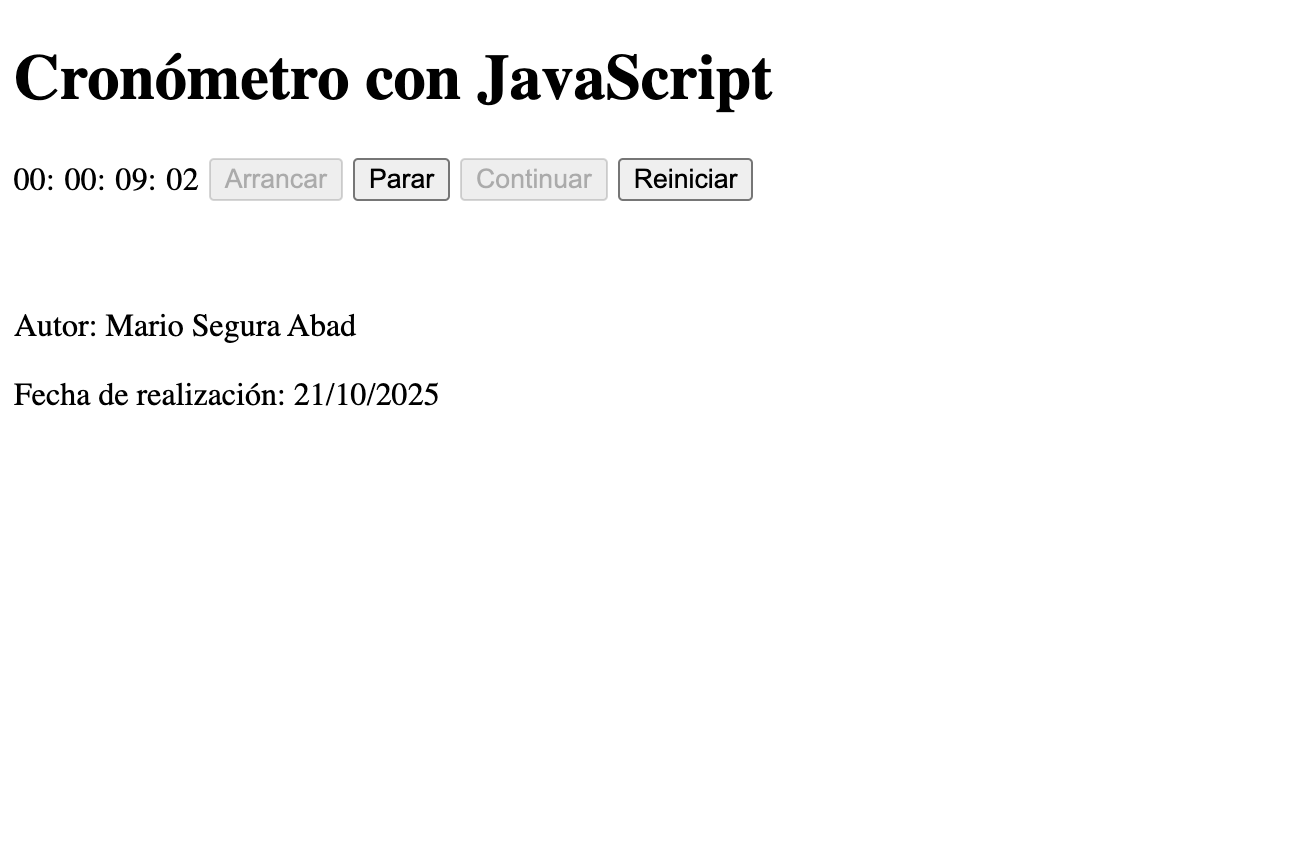 Cronómetro con JavaScript
00: 00: 09: 02 Arrancar Parar Continuar Reiniciar
Autor: Mario Segura Abad
Fecha de realización: 21/10/2025